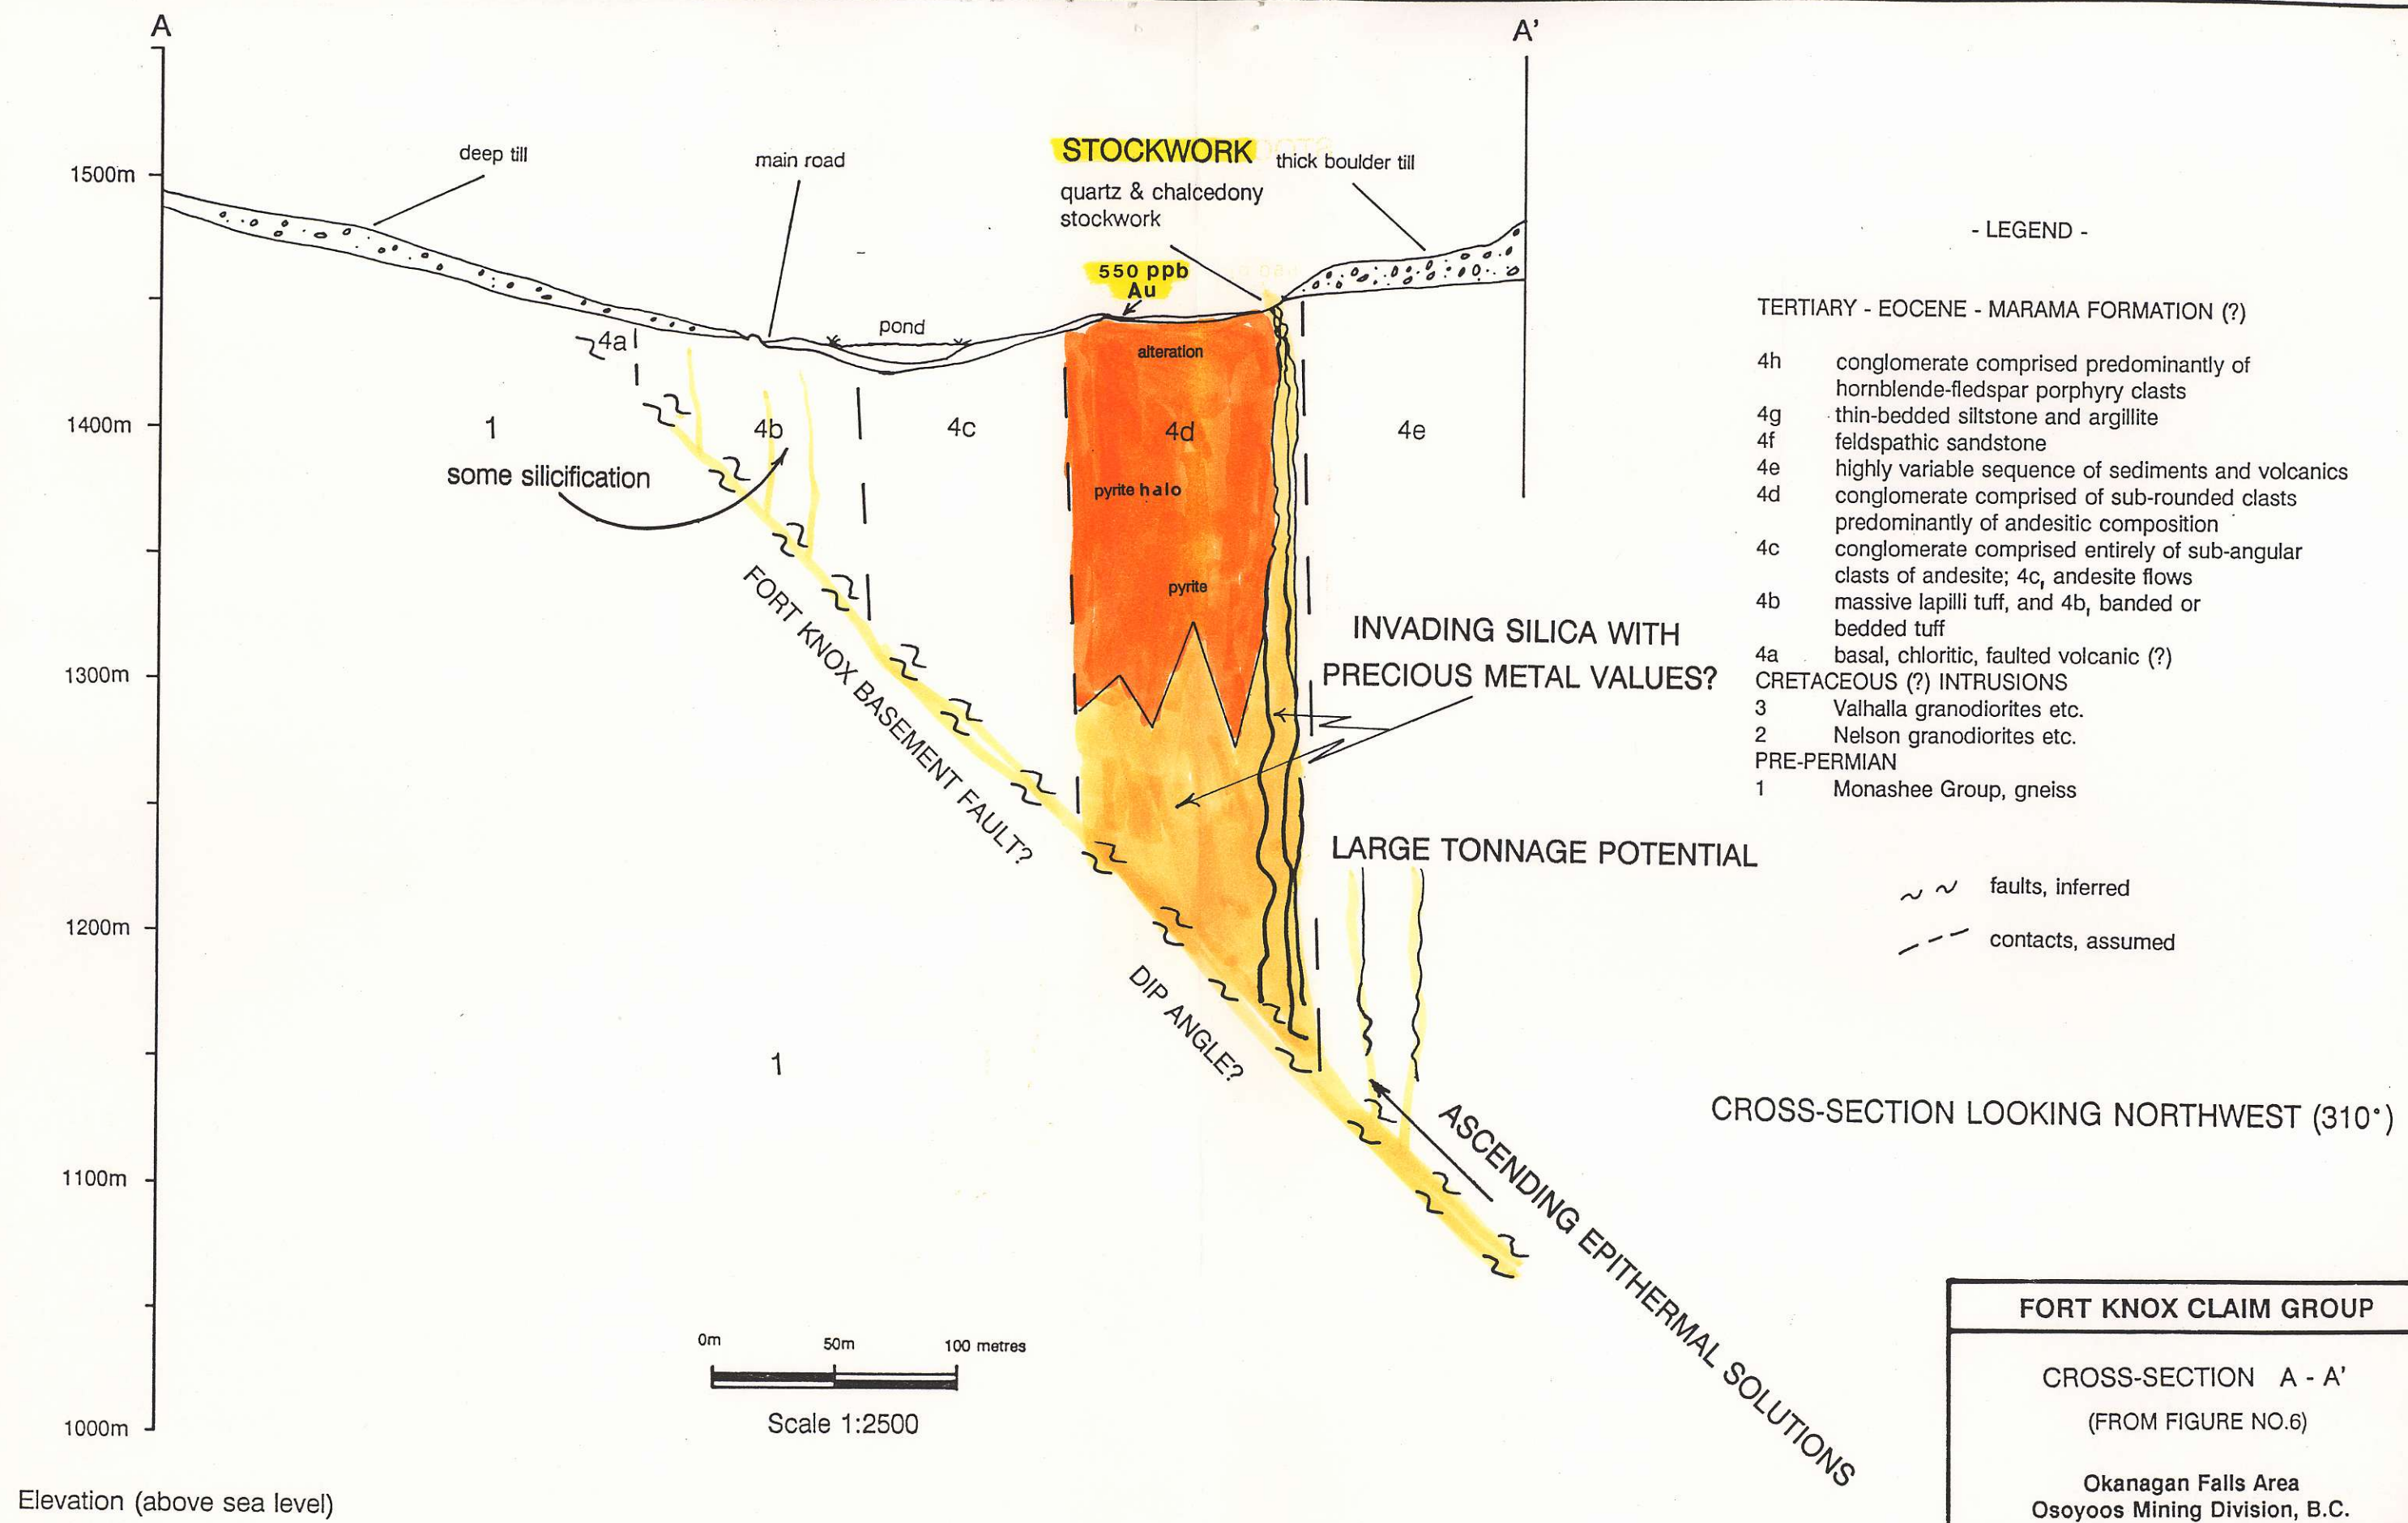 A
A'
deep till
main road
STOCKWORK
thick boulder till
1500m
quartz & chalcedony
stockwork
- LEGEND -
550 ppb
Au
TERTIARY - EOCENE - MARAMA FORMATION (?)
pond
4a
alteration
4h conglomerate comprised predominantly of
hornblende-fledspar porphyry clasts
4g thin-bedded siltstone and argillite
1400m
1
4b
4c
4d
4e
4f feldspathic sandstone
4e highly variable sequence of sediments and volcanics
some silicification
pyrite halo
4d conglomerate comprised of sub-rounded clasts
predominantly of andesitic composition
4c conglomerate comprised entirely of sub-angular
clasts of andesite; 4c, andesite flows
pyrite
4b massive lapilli tuff, and 4b, banded or
bedded tuff
INVADING SILICA WITH
PRECIOUS METAL VALUES?
4a basal, chloritic, faulted volcanic (?)
1300m
CRETACEOUS (?) INTRUSIONS
3 Valhalla granodiorites etc.
2 Nelson granodiorites etc.
PRE-PERMIAN
1 Monashee Group, gneiss
FORT KNOX BASEMENT FAULT?
LARGE TONNAGE POTENTIAL
faults, inferred
1200m
contacts, assumed
DIP ANGLE?
1
CROSS-SECTION LOOKING NORTHWEST (310°)
1100m
ASCENDING EPITHERMAL SOLUTIONS
0m 50m 100 metres
Scale 1:2500
1000m
Elevation (above sea level)
FORT KNOX CLAIM GROUP
CROSS-SECTION A - A'
(FROM FIGURE NO.6)
Okanagan Falls Area
Osoyoos Mining Division, B.C.